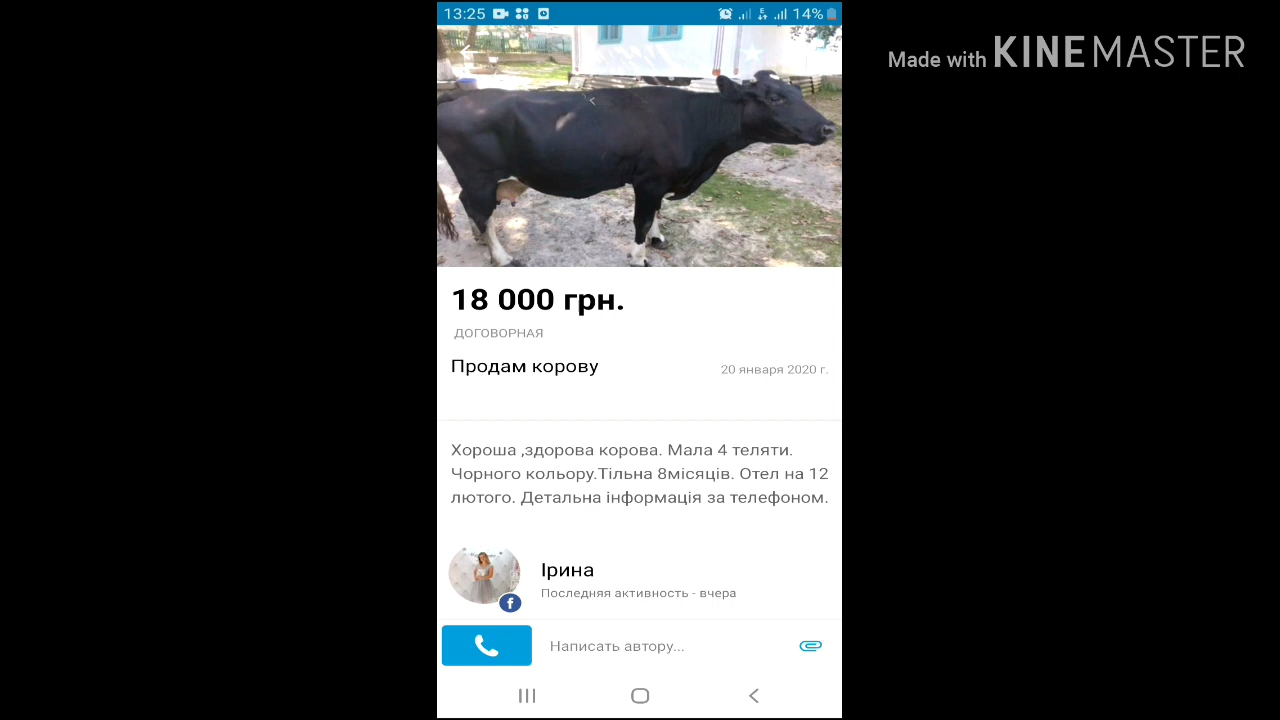 13:25
E
14%
Made with KINEMASTER
18 000 грн.
ДОГОВОРНАЯ
Продам корову
20 января 2020 г.
Хороша ,здорова корова. Мала 4 теляти.
Чорного кольору.Тільна 8місяців. Отел на 12
лютого. Детальна інформація за телефоном.
Ірина
Последняя активность - вчера
Написать автору...